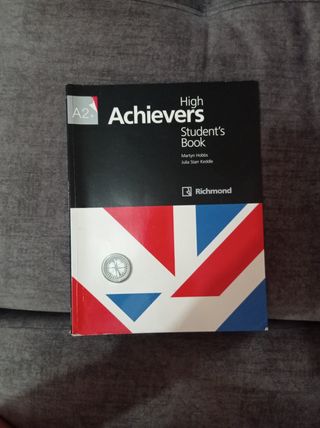 A2+
High
Achievers
Student's
Book
Martyn Hobbs
Julia Starr Keddle
Richmond